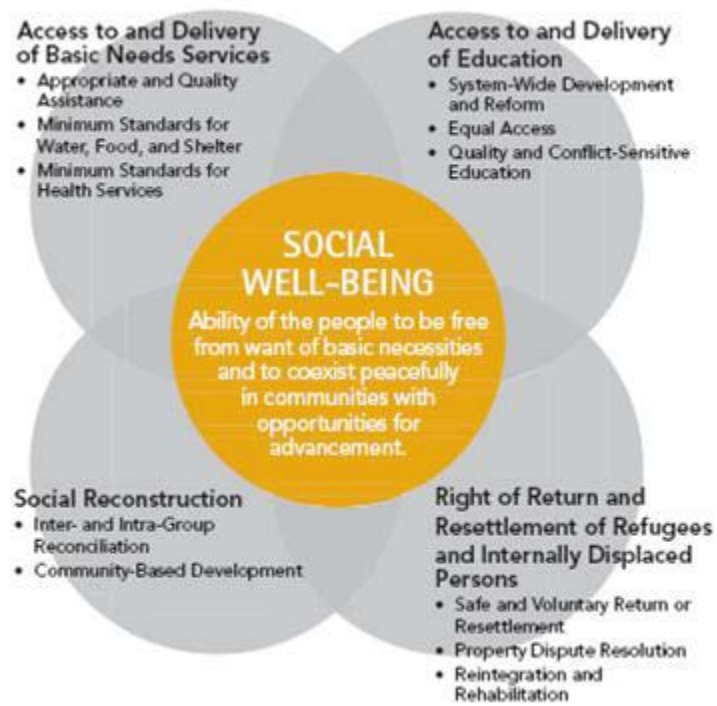 Access to and Delivery
of Basic Needs Services
• Appropriate and Quality
Assistance
• Minimum Standards for
Water, Food, and Shelter
• Minimum Standards for
Health Services
Access to and Delivery
of Education
• System-Wide Development
and Reform
• Equal Access
• Quality and Conflict-Sensitive
Education
SOCIAL
WELL-BEING
Ability of the people to be free
from want of basic necessities
and to coexist peacefully
in communities with
opportunities for
advancement.
Social Reconstruction
• Inter- and Intra-Group
Reconciliation
• Community-Based Development
Right of Return and
Resettlement of Refugees
and Internally Displaced
Persons
• Safe and Voluntary Return or
Resettlement
• Property Dispute Resolution
• Reintegration and
Rehabilitation